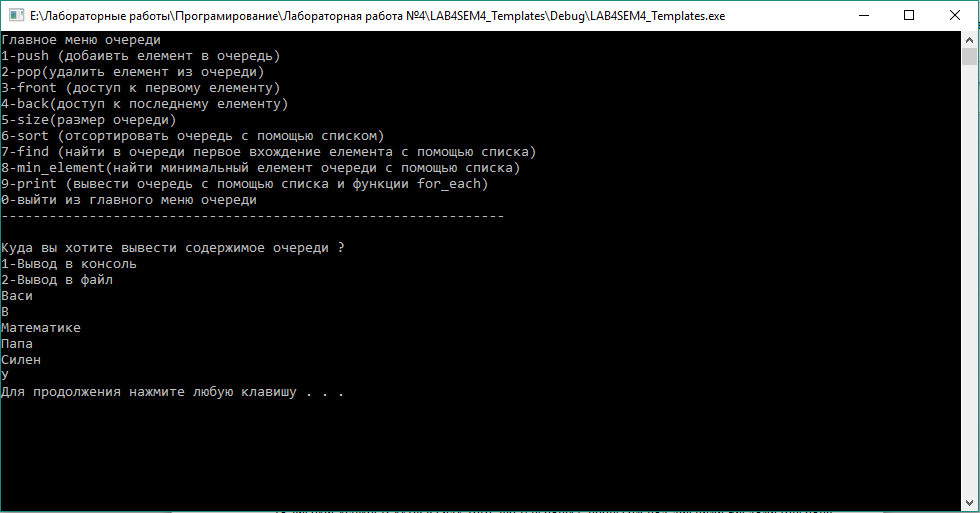 E:\Лабораторные работы\Програмирование\Лабораторная работа №4\LAB4SEM4_Templates\Debug\LAB4SEM4_Templates.exe
Главное меню очереди
1-push (добаивть елемент в очередь)
2-pop(удалить елемент из очереди)
3-front (доступ к первому елементу)
4-back(доступ к последнему елементу)
5-size(размер очереди)
6-sort (отсортировать очередь с помощью списком)
7-find (найти в очереди первое вхождение елемента с помощью списка)
8-min_element(найти минимальный елемент очереди с помощью списка)
9-print (вывести очередь с помощью списка и функции for_each)
0-выйти из главного меню очереди
---------------------------------------------------------------
Куда вы хотите вывести содержимое очереди ?
1-Вывод в консоль
2-Вывод в файл
Васи
В
Математике
Папа
Силен
У
Для продолжения нажмите любую клавишу . . .